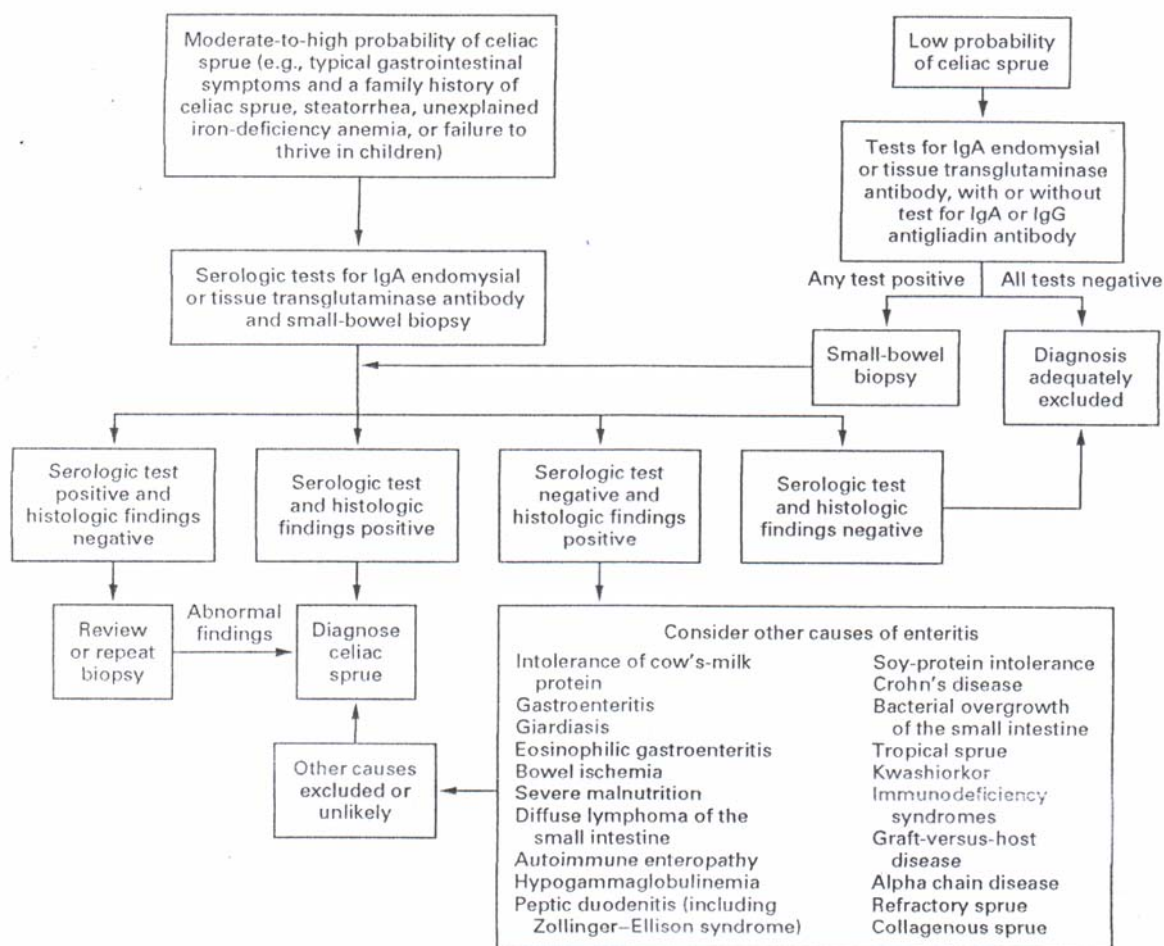 Moderate-to-high probability of celiac
sprue (e.g., typical gastrointestinal
symptoms and a family history of
celiac sprue, steatorrhea, unexplained
iron-deficiency anemia, or failure to
thrive in children)
Low probability
of celiac sprue
Tests for IgA endomysial
or tissue transglutaminase
antibody, with or without
test for IgA or IgG
antigliadin antibody
Serologic tests for IgA endomysial
or tissue transglutaminase antibody
and small-bowel biopsy
Any test positive
All tests negative
Small-bowel
biopsy
Diagnosis
adequately
excluded
Serologic test
positive and
histologic findings
negative
Serologic test
and histologic
findings positive
Serologic test
negative and
histologic findings
positive
Serologic test
and histologic
findings negative
Review
or repeat
biopsy
Abnormal
findings
Diagnose
celiac
sprue
Other causes
excluded or
unlikely
Consider other causes of enteritis
Intolerance of cow's-milk
protein
Gastroenteritis
Giardiasis
Eosinophilic gastroenteritis
Bowel ischemia
Severe malnutrition
Diffuse lymphoma of the
small intestine
Autoimmune enteropathy
Hypogammaglobulinemia
Peptic duodenitis (including
Zollinger–Ellison syndrome)
Soy-protein intolerance
Crohn's disease
Bacterial overgrowth
of the small intestine
Tropical sprue
Kwashiorkor
Immunodeficiency
syndromes
Graft-versus-host
disease
Alpha chain disease
Refractory sprue
Collagenous sprue